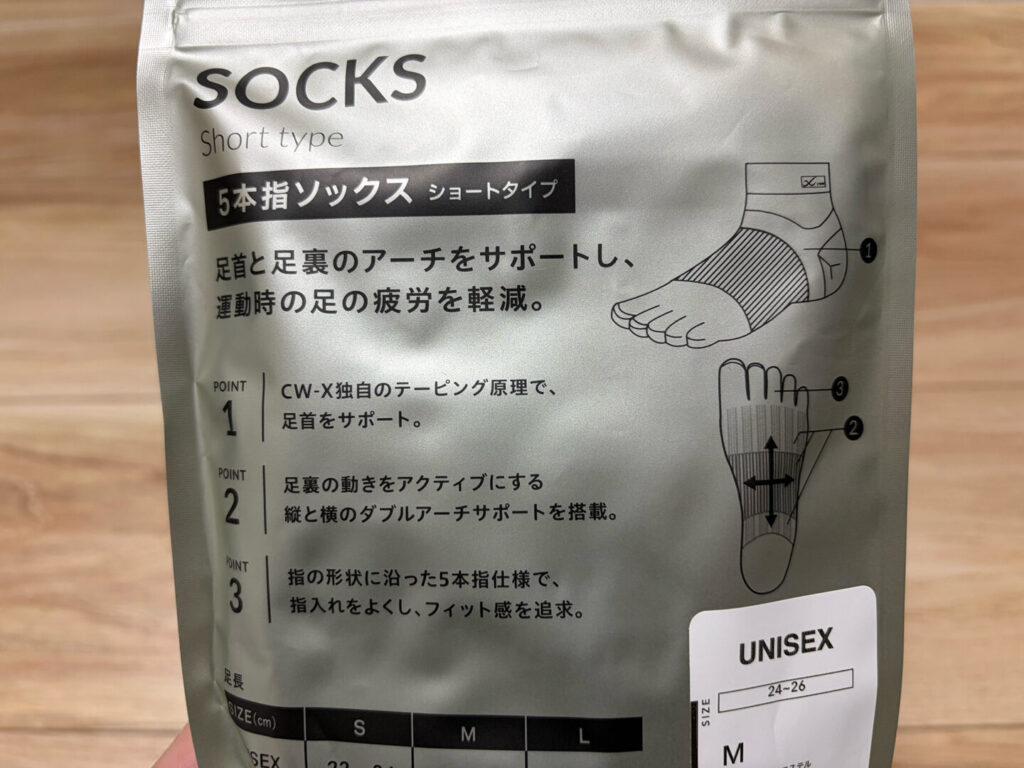 SOCKS
Short type
5本指ソックス ショートタイプ
足首と足裏のアーチをサポートし、
運動時の足の疲労を軽減。
1
POINT
1
CW-X独自のテーピング原理で、
足首をサポート。
3
2
POINT
2
足裏の動きをアクティブにする
縦と横のダブルアーチサポートを搭載。
POINT
3
指の形状に沿った5本指仕様で、
指入れをよくし、フィット感を追求。
足長
SIZE(cm) S M L
UNISEX
24~26
SIZE
M